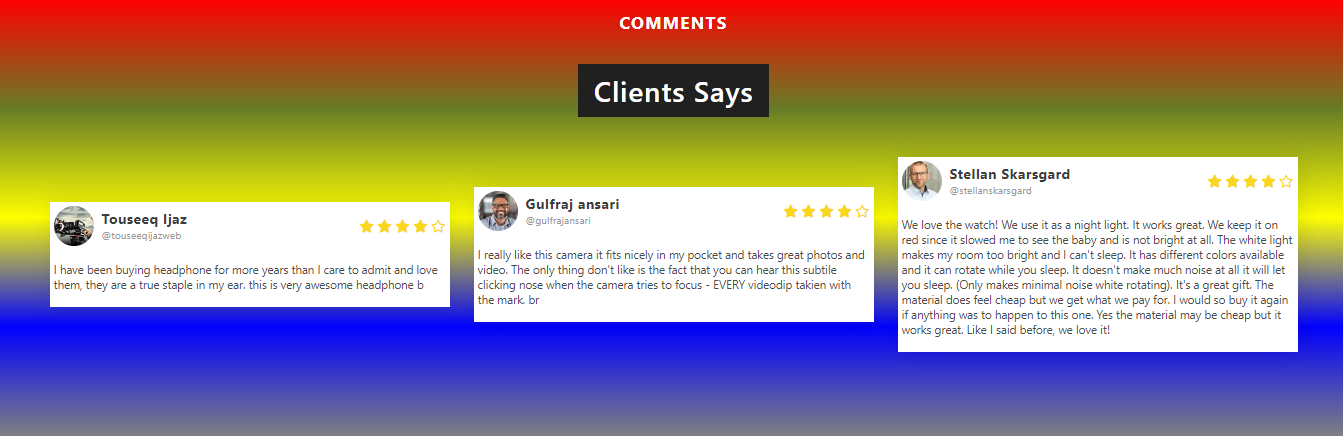 COMMENTS
Clients Says
Touseeq Ijaz
@touseeqijazweb
I have been buying headphone for more years than I care to admit and love
them, they are a true staple in my ear. this is very awesome headphone b
Gulfraj ansari
@gulfrajansari
I really like this camera it fits nicely in my pocket and takes great photos and
video. The only thing don't like is the fact that you can hear this subtile
clicking nose when the camera tries to focus - EVERY videodip takien with
the mark. br
Stellan Skarsgard
@stellanskarsgard
We love the watch! We use it as a night light. It works great. We keep it on
red since it slowed me to see the baby and is not bright at all. The white light
makes my room too bright and I can't sleep. It has different colors available
and it can rotate while you sleep. It doesn't make much noise at all it will let
you sleep. (Only makes minimal noise white rotating). It's a great gift. The
material does feel cheap but we get what we pay for. I would so buy it again
if anything was to happen to this one. Yes the material may be cheap but it
works great. Like I said before, we love it!